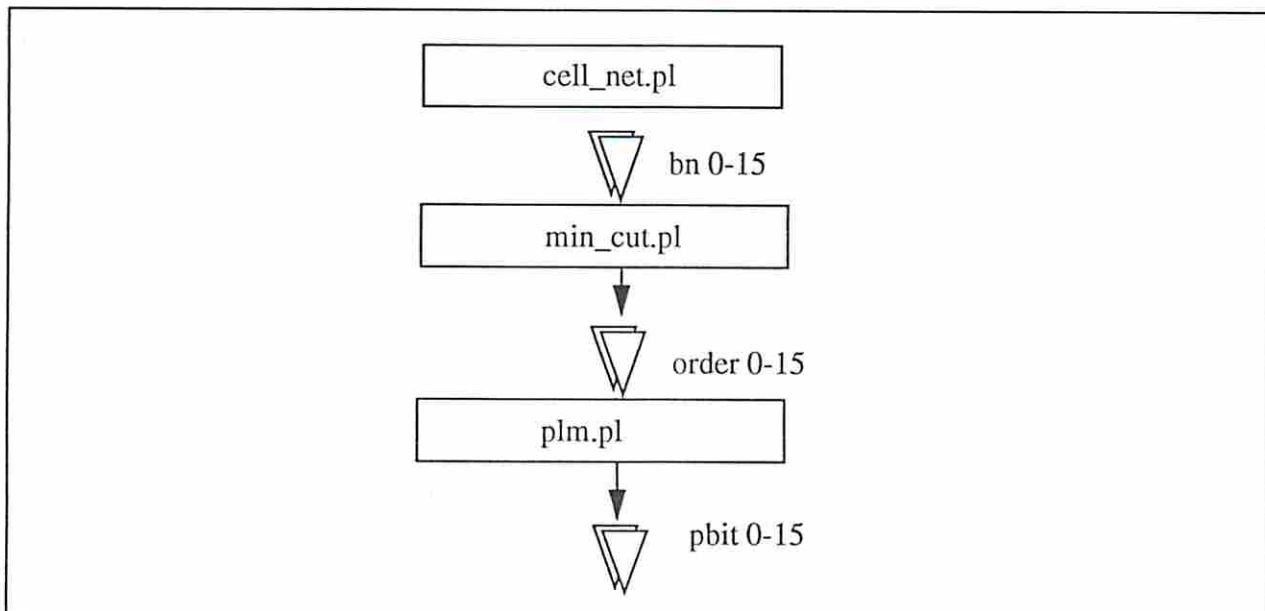 cell_net.pl
bn 0-15
min_cut.pl
order 0-15
plm.pl
pbit 0-15